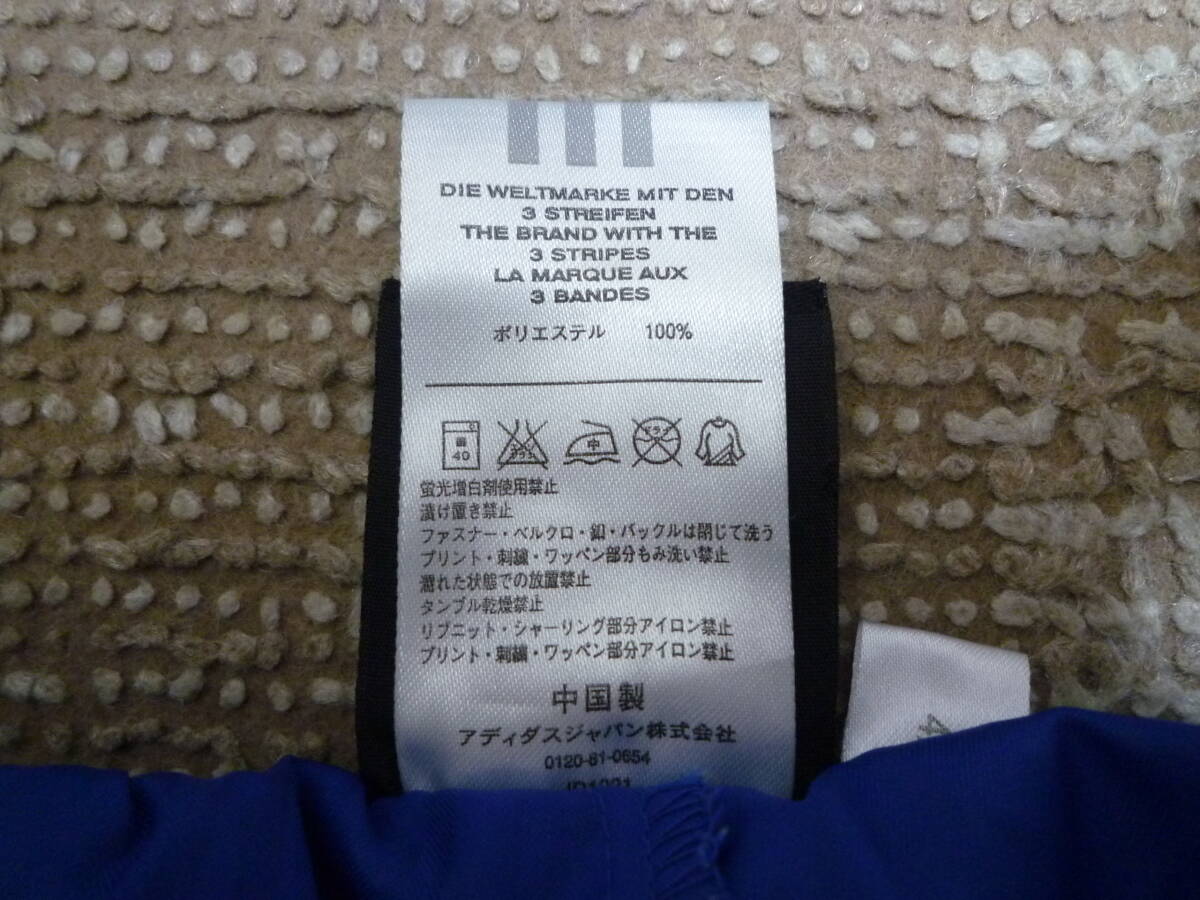 DIE WELTMARKE MIT DEN
3 STREIFEN
THE BRAND WITH THE
3 STRIPES
LA MARQUE AUX
3 BANDES
ポリエステル 100%
40 中
蛍光増白剤使用禁止
漬け置き禁止
ファスナー・ベルクロ・釦・バックルは閉じて洗う
プリント・刺繍・ワッペン部分もみ洗い禁止
濡れた状態での放置禁止
タンブル乾燥禁止
リブニット・シャーリング部分アイロン禁止
プリント・刺繍・ワッペン部分アイロン禁止
中国製
アディダスジャパン株式会社
0120-81-0654